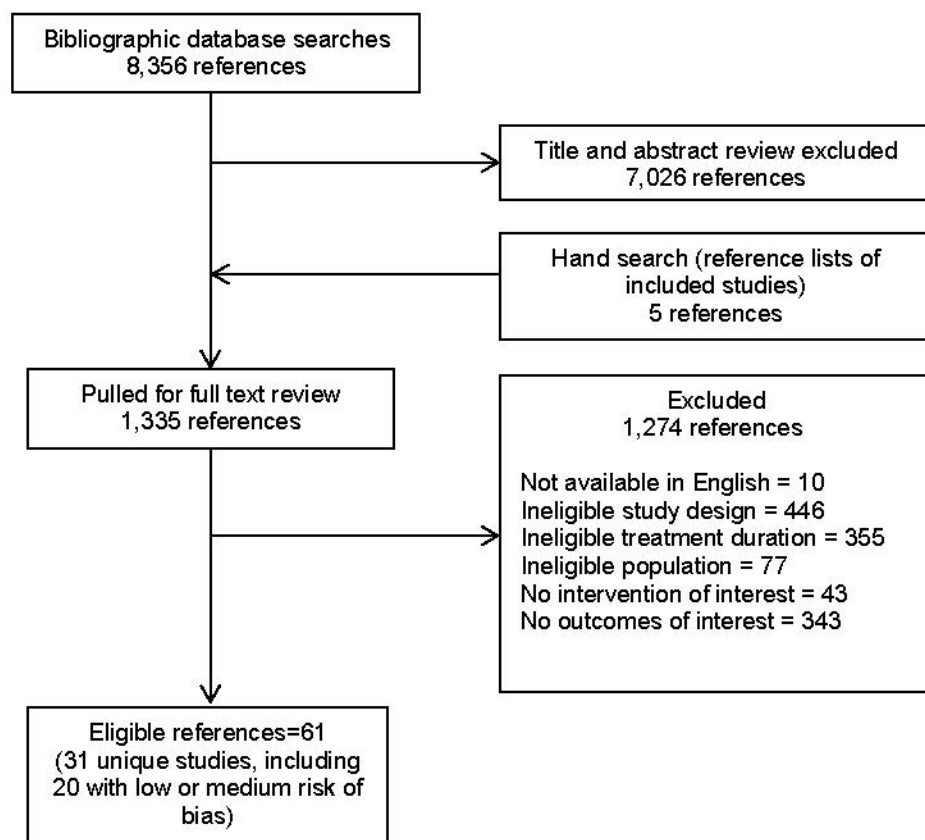 Bibliographic database searches
8,356 references
Title and abstract review excluded
7,026 references
Hand search (reference lists of
included studies)
5 references
Pulled for full text review
1,335 references
Excluded
1,274 references
Not available in English = 10
Ineligible study design = 446
Ineligible treatment duration = 355
Ineligible population = 77
No intervention of interest = 43
No outcomes of interest = 343
Eligible references=61
(31 unique studies, including
20 with low or medium risk of
bias)